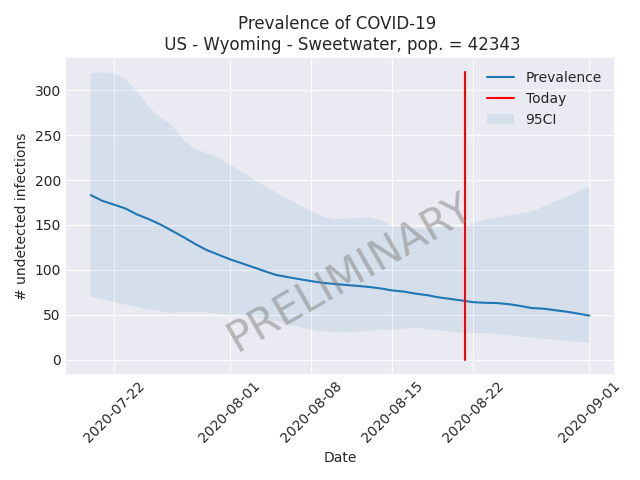 Prevalence of COVID-19
US - Wyoming - Sweetwater, pop. = 42343
Prevalence
Today
95CI
300
250
200
150
100
50
0
# undetected infections
PRELIMINARY
2020-07-22
2020-08-01
2020-08-08
2020-08-15
2020-08-22
2020-09-01
Date